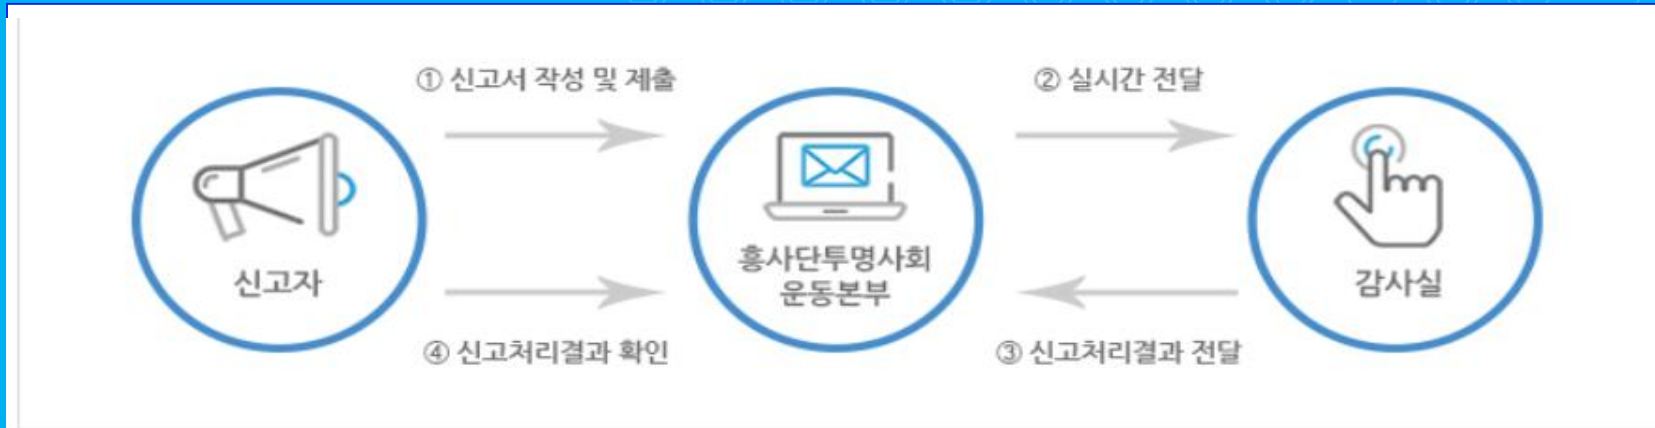 ① 신고서 작성 및 제출
② 실시간 전달
신고자
흥사단투명사회
운동본부
감사실
④ 신고처리결과 확인
③ 신고처리결과 전달